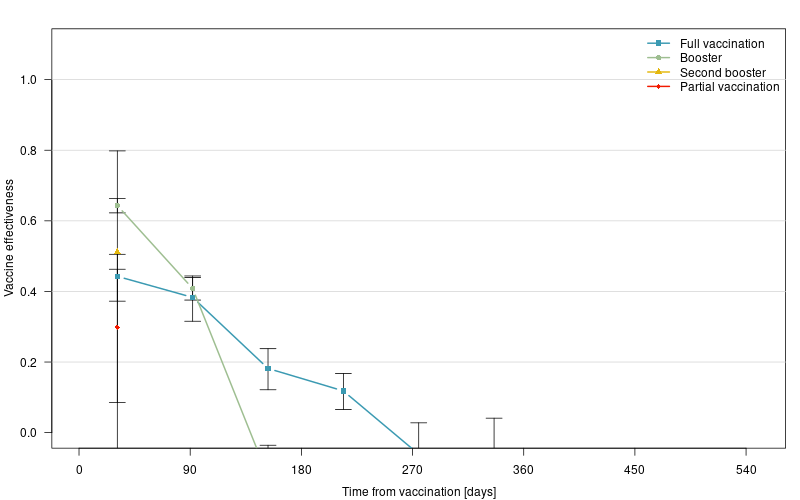 Full vaccination
Booster
Second booster
Partial vaccination
1.0
0.8
0.6
0.4
0.2
0.0
Vaccine effectiveness
0 90 180 270 360 450 540
Time from vaccination [days]